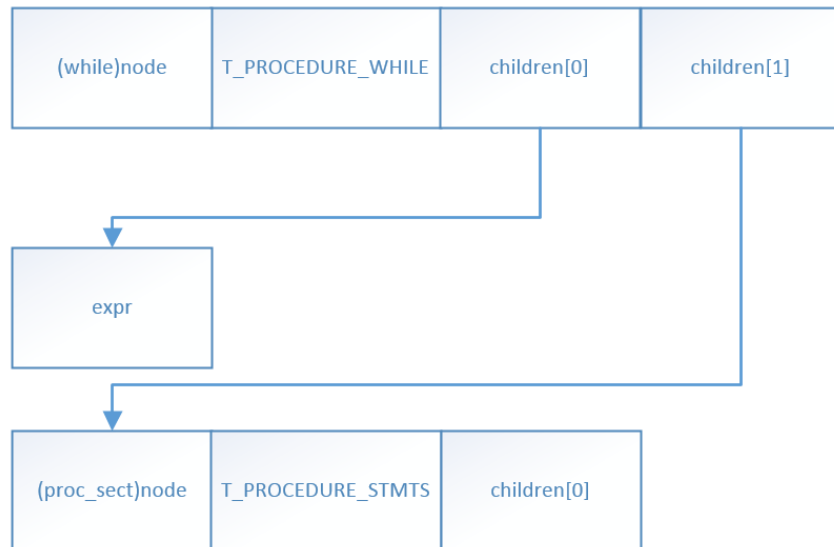 (while)node T_PROCEDURE_WHILE children[0] children[1]
expr
(proc_sect)node T_PROCEDURE_STMTS children[0]